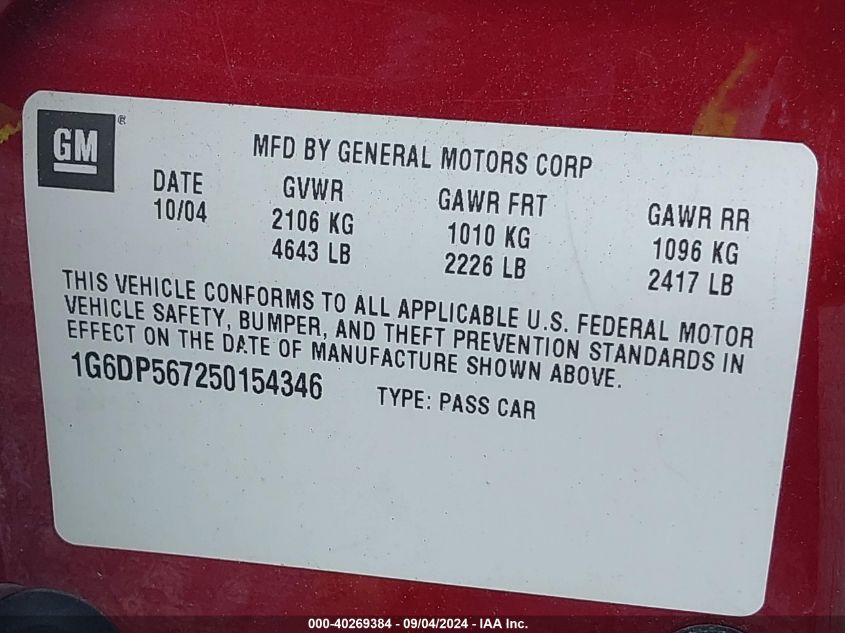 GM ®
MFD BY GENERAL MOTORS CORP
DATE GVWR GAWR FRT GAWR RR
10/04 2106 KG 1010 KG 1096 KG
4643 LB 2226 LB 2417 LB
THIS VEHICLE CONFORMS TO ALL APPLICABLE U.S. FEDERAL MOTOR
VEHICLE SAFETY, BUMPER, AND THEFT PREVENTION STANDARDS IN
EFFECT ON THE DATE OF MANUFACTURE SHOWN ABOVE.
1G6DP567250154346 TYPE: PASS CAR
000-40269384 - 09/04/2024 - IAA Inc.